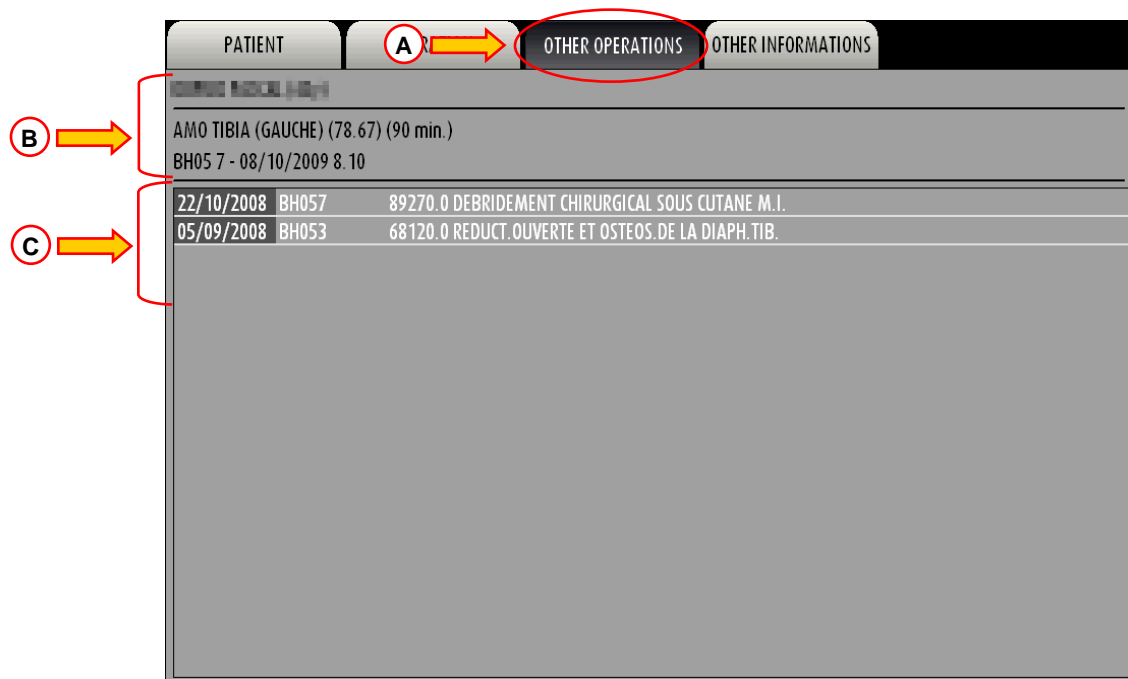 PATIENT
A
OTHER OPERATIONS
OTHER INFORMATIONS
B
AMO TIBIA (GAUCHE) (78.67) (90 min.)
BH05 7 - 08/10/2009 8.10
C
22/10/2008 BH057 89270.0 DEBRIDEMENT CHIRURGICAL SOUS CUTANE M.I.
05/09/2008 BH053 68120.0 REDUCT.OUVERTE ET OSTEOS.DE LA DIAPH.TIB.